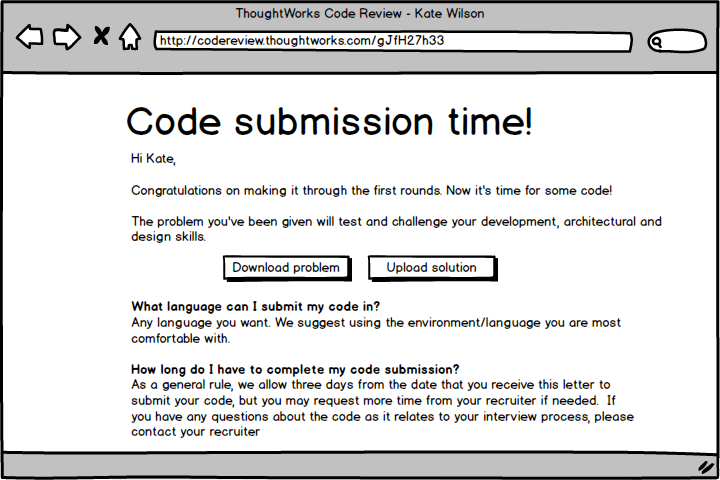 ThoughtWorks Code Review - Kate Wilson
http://codereview.thoughtworks.com/gJfH27h33
Code submission time!
Hi Kate,
Congratulations on making it through the first rounds. Now it's time for some code!
The problem you've been given will test and challenge your development, architectural and
design skills.
Download problem
Upload solution
What language can I submit my code in?
Any language you want. We suggest using the environment/language you are most
comfortable with.
How long do I have to complete my code submission?
As a general rule, we allow three days from the date that you receive this letter to
submit your code, but you may request more time from your recruiter if needed.  If
you have any questions about the code as it relates to your interview process, please
contact your recruiter